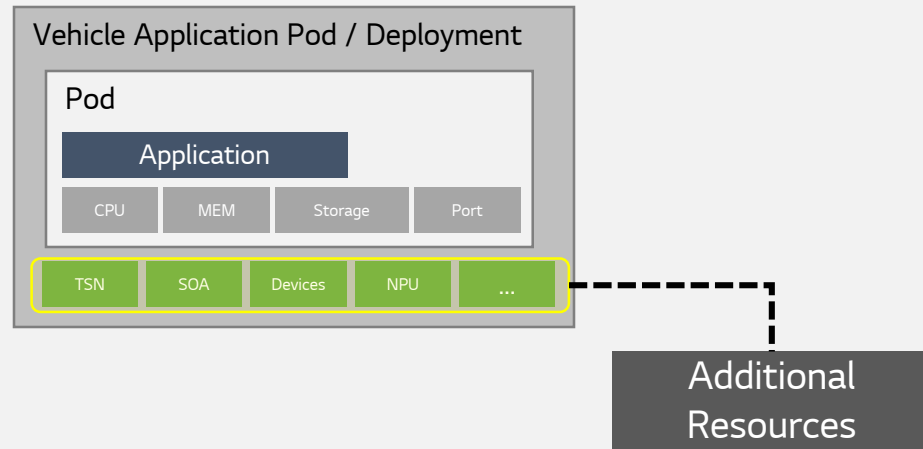 Vehicle Application Pod / Deployment
Pod
Application
CPU MEM Storage Port
TSN SOA Devices NPU ...
Additional
Resources